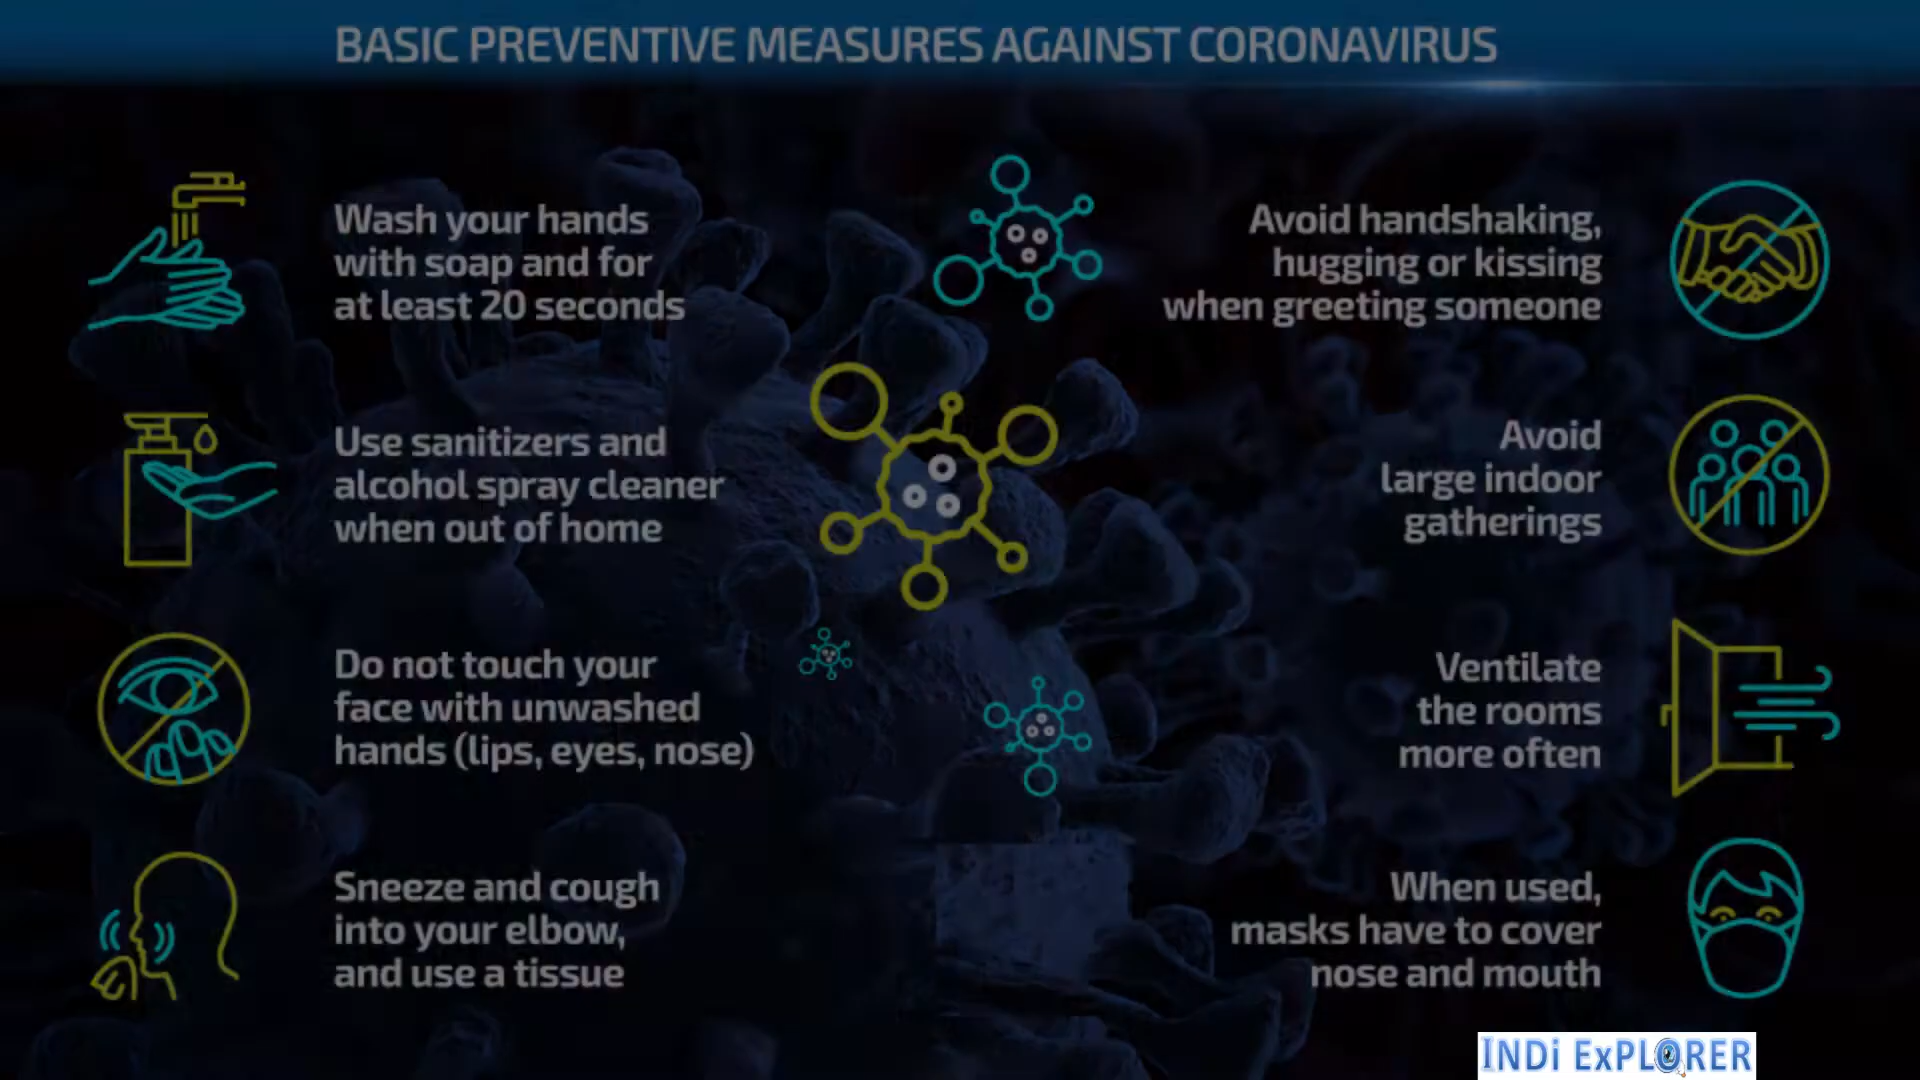 BASIC PREVENTIVE MEASURES AGAINST CORONAVIRUS
Wash your hands
with soap and for
at least 20 seconds
Use sanitizers and
alcohol spray cleaner
when out of home
Do not touch your
face with unwashed
hands (lips, eyes, nose)
Sneeze and cough
into your elbow,
and use a tissue
Avoid handshaking,
hugging or kissing
when greeting someone
Avoid
large indoor
gatherings
Ventilate
the rooms
more often
When used,
masks have to cover
nose and mouth
INDi ExPLORER